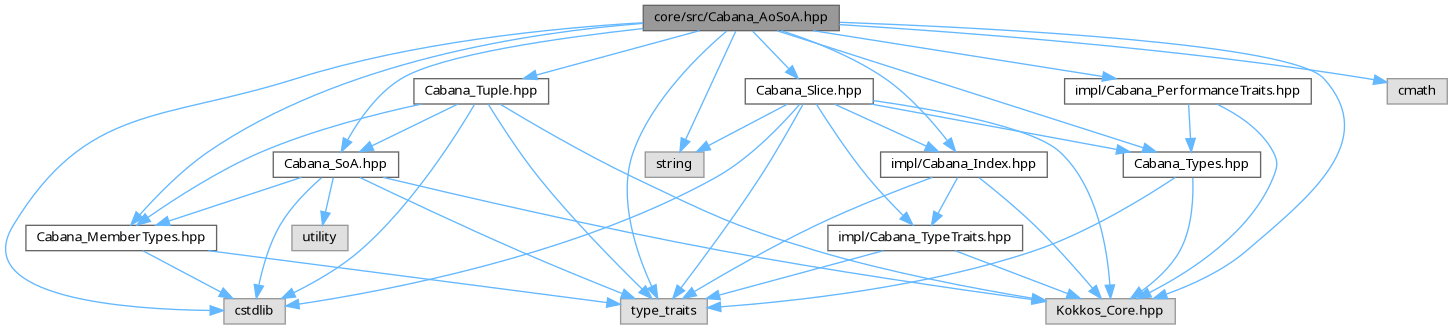 core/src/Cabana_AoSoA.hpp
Cabana_Tuple.hpp
Cabana_Slice.hpp
impl/Cabana_PerformanceTraits.hpp
cmath
Cabana_SoA.hpp
string
impl/Cabana_Index.hpp
Cabana_Types.hpp
Cabana_MemberTypes.hpp
utility
impl/Cabana_TypeTraits.hpp
cstdlib
type_traits
Kokkos_Core.hpp